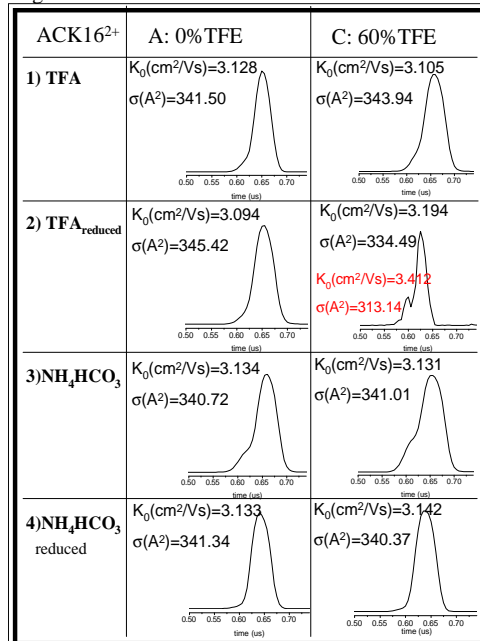 ACK16²⁺ A: 0%TFE C: 60%TFE
1) TFA
K₀(cm²/Vs)=3.128
σ(A²)=341.50
0.50 0.55 0.60 0.65 0.70
time (us)
K₀(cm²/Vs)=3.105
σ(A²)=343.94
0.50 0.55 0.60 0.65 0.70
time (us)
2) TFAreduced
K₀(cm²/Vs)=3.094
σ(A²)=345.42
0.50 0.55 0.60 0.65 0.70
time (us)
K₀(cm²/Vs)=3.194
σ(A²)=334.49
K₀(cm²/Vs)=3.412
σ(A²)=313.14
0.50 0.55 0.60 0.65 0.70
time (us)
3)NH₄HCO₃
K₀(cm²/Vs)=3.134
σ(A²)=340.72
0.50 0.55 0.60 0.65 0.70
time (us)
K₀(cm²/Vs)=3.131
σ(A²)=341.01
0.50 0.55 0.60 0.65 0.70
time (us)
4)NH₄HCO₃
reduced
K₀(cm²/Vs)=3.133
σ(A²)=341.34
0.50 0.55 0.60 0.65 0.70
time (us)
K₀(cm²/Vs)=3.142
σ(A²)=340.37
0.50 0.55 0.60 0.65 0.70
time (us)